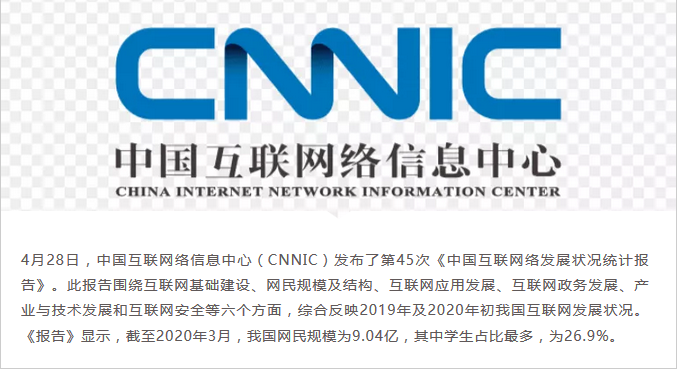 CNNIC
中国互联网络信息中心
CHINA INTERNET NETWORK INFORMATION CENTER
4月28日，中国互联网络信息中心（CNNIC）发布了第45次《中国互联网络发展状况统计报
告》。此报告围绕互联网基础建设、网民规模及结构、互联网应用发展、互联网政务发展、产
业与技术发展和互联网安全等六个方面，综合反映2019年及2020年初我国互联网发展状况。
《报告》显示，截至2020年3月，我国网民规模为9.04亿，其中学生占比最多，为26.9%。